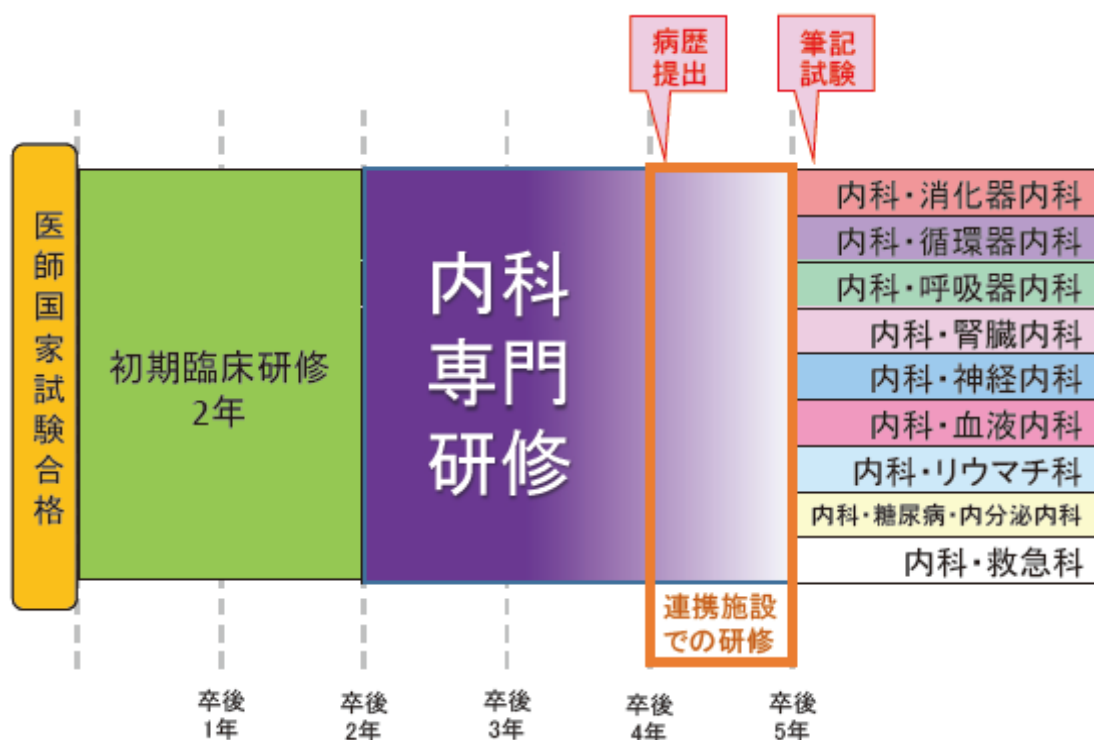 病歴
提出
筆記
試験
医師国家試験合格
初期臨床研修
2年
内科
専門
研修
内科・消化器内科
内科・循環器内科
内科・呼吸器内科
内科・腎臓内科
内科・神経内科
内科・血液内科
内科・リウマチ科
内科・糖尿病・内分泌内科
内科・救急科
連携施設
での研修
卒後
1年
卒後
2年
卒後
3年
卒後
4年
卒後
5年